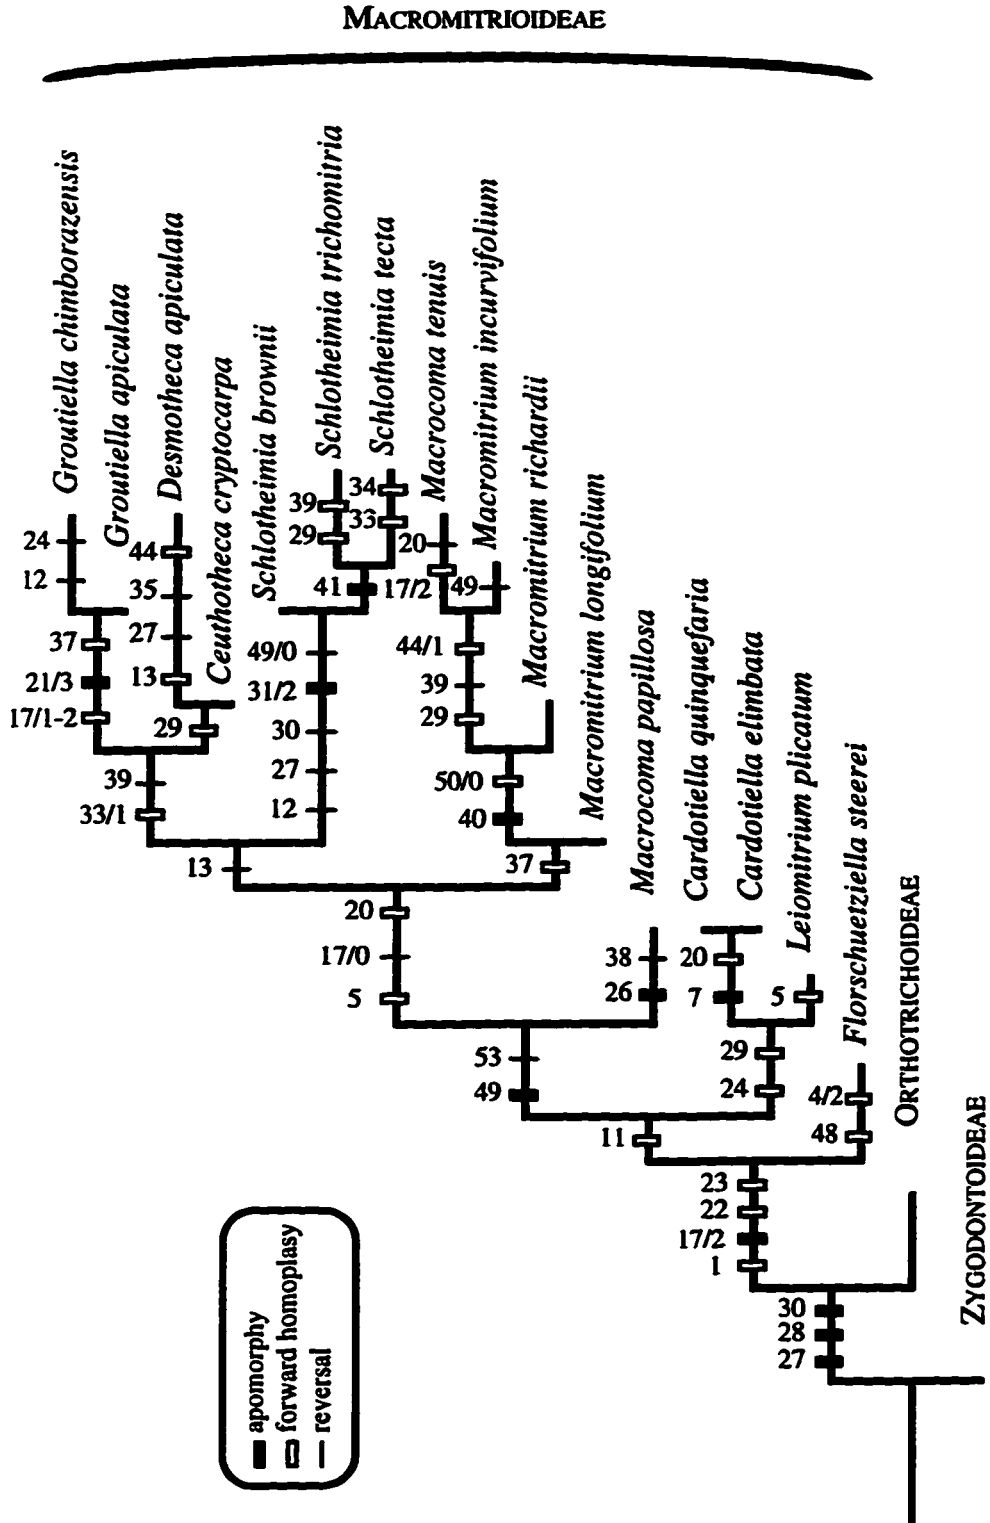 MACROMITRIOIDEAE
Groutiella chimborazensis
Groutiella apiculata
Desmotheca apiculata
Ceuthotheca cryptocarpa
Schlotheimia brownii
Schlotheimia trichomitria
Schlotheimia tecta
Macrocoma tenuis
Macromitrium incurvifolium
Macromitrium richardii
Macromitrium longifolium
Macrocoma papillosa
Cardotiella quinquefaria
Cardotiella elimbata
Leiomitrium plicatum
Florschuetziella steerei
ORTHOTRICHOIDEAE
ZYGODONTOIDEAE
24
12
37
21/3
17/1-2
44
35
27
13
29
39
33/1
13
39
29
34
33
41
49/0
31/2
30
27
12
20
17/2
49
44/1
39
29
50/0
40
37
20
17/0
5
38
26
20
7
5
29
24
53
49
4/2
48
11
23
22
17/2
1
30
28
27
apomorphy
forward homoplasy
reversal